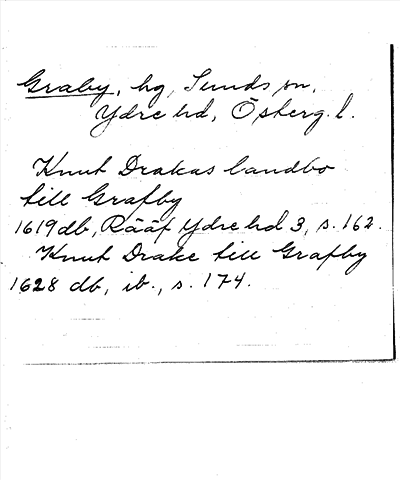 Graby, hg, Sunds sn,
Ydre hd, Österg. l.
Knut Drakas landbo
till Grafby
1619 db, Rääf Ydre hd 3, s. 162.
Knut Drake till Grafby
1628 db, ib., s. 174.